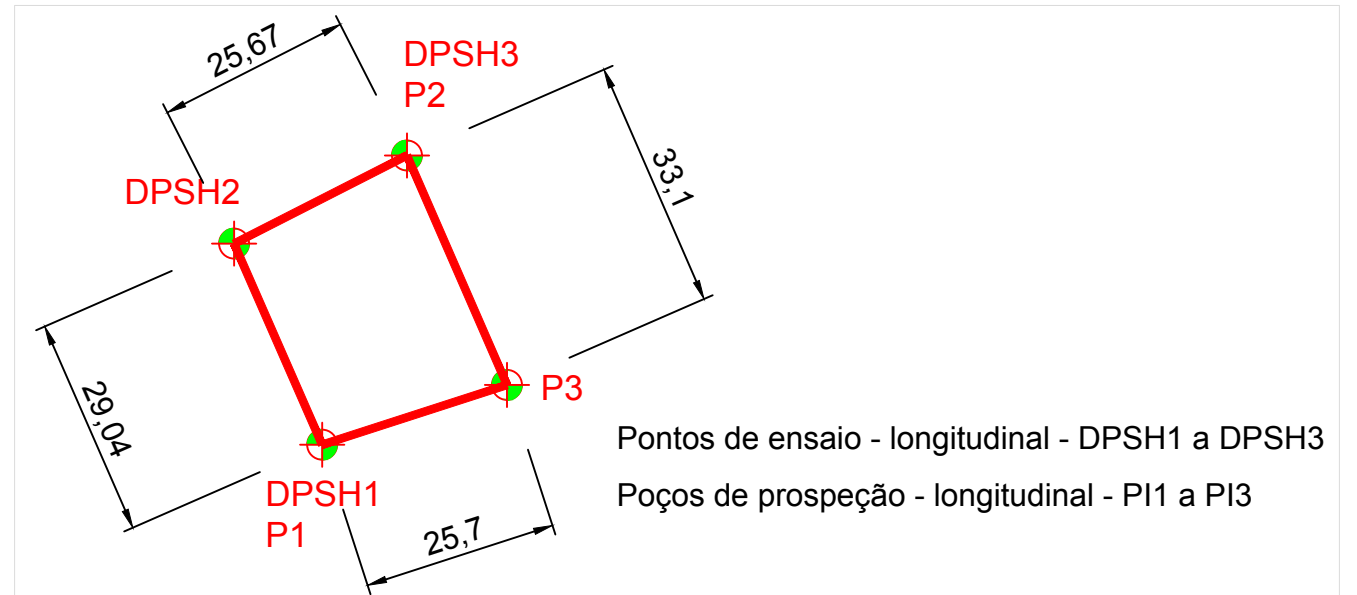 25,67
DPSH3
P2
33,1
DPSH2
P3
29,04
DPSH1
P1
25,7
Pontos de ensaio - longitudinal - DPSH1 a DPSH3
Poços de prospeção - longitudinal - PI1 a PI3